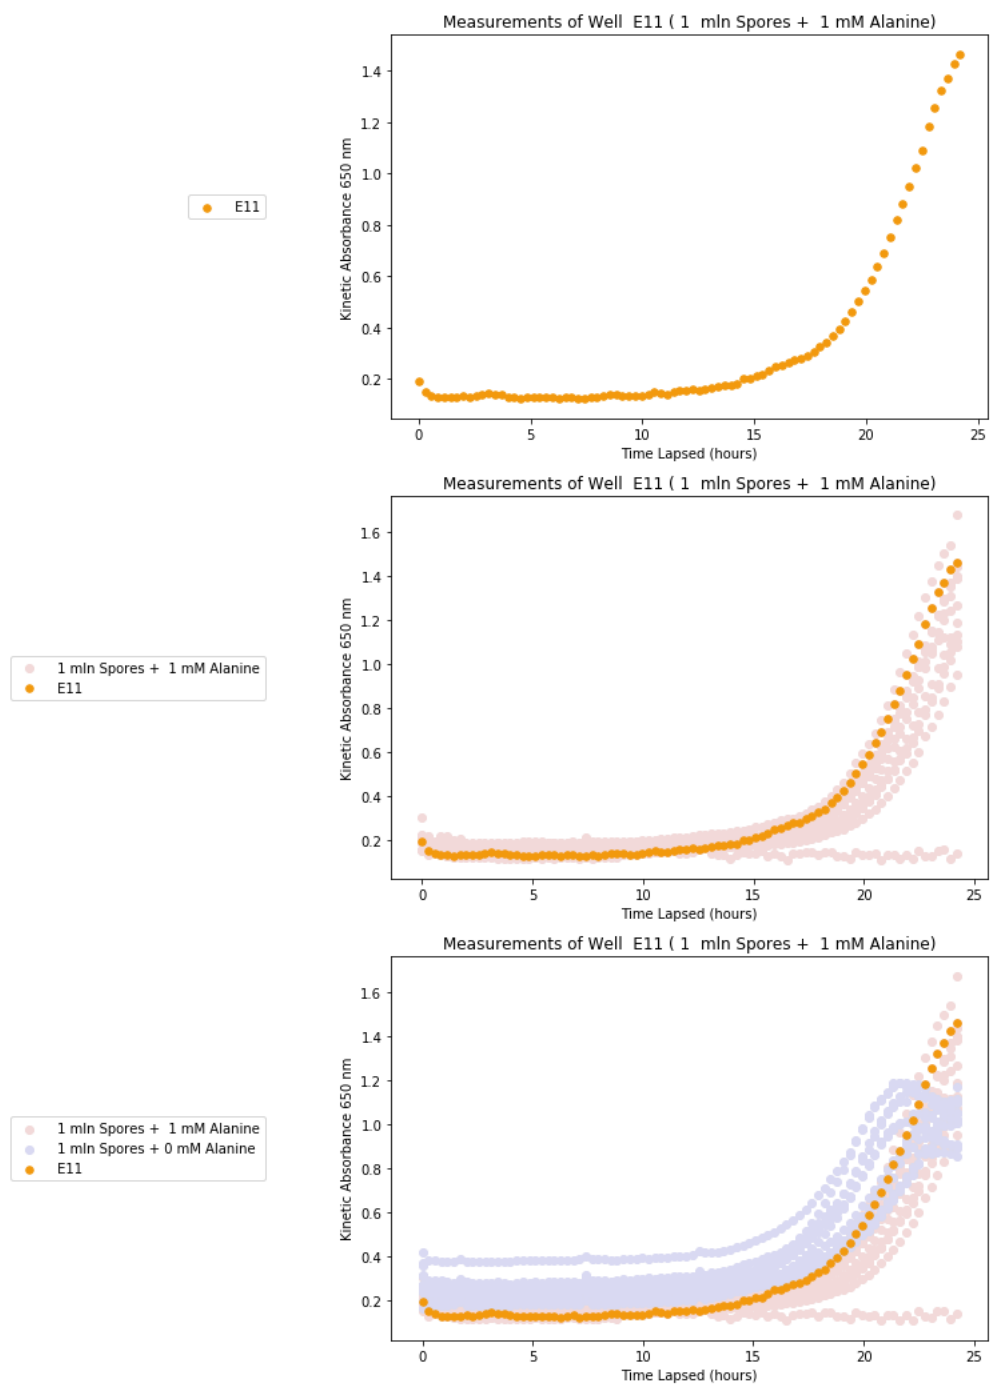 Measurements of Well  E11 ( 1  mln Spores +  1 mM Alanine)
1.4
1.2
1.0
0.8
0.6
0.4
0.2
Kinetic Absorbance 650 nm
E11
0 5 10 15 20 25
Time Lapsed (hours)
Measurements of Well  E11 ( 1  mln Spores +  1 mM Alanine)
1.6
1.4
1.2
1.0
0.8
0.6
0.4
0.2
Kinetic Absorbance 650 nm
1 mln Spores +  1 mM Alanine
E11
0 5 10 15 20 25
Time Lapsed (hours)
Measurements of Well  E11 ( 1  mln Spores +  1 mM Alanine)
1.6
1.4
1.2
1.0
0.8
0.6
0.4
0.2
Kinetic Absorbance 650 nm
1 mln Spores +  1 mM Alanine
1 mln Spores + 0 mM Alanine
E11
0 5 10 15 20 25
Time Lapsed (hours)